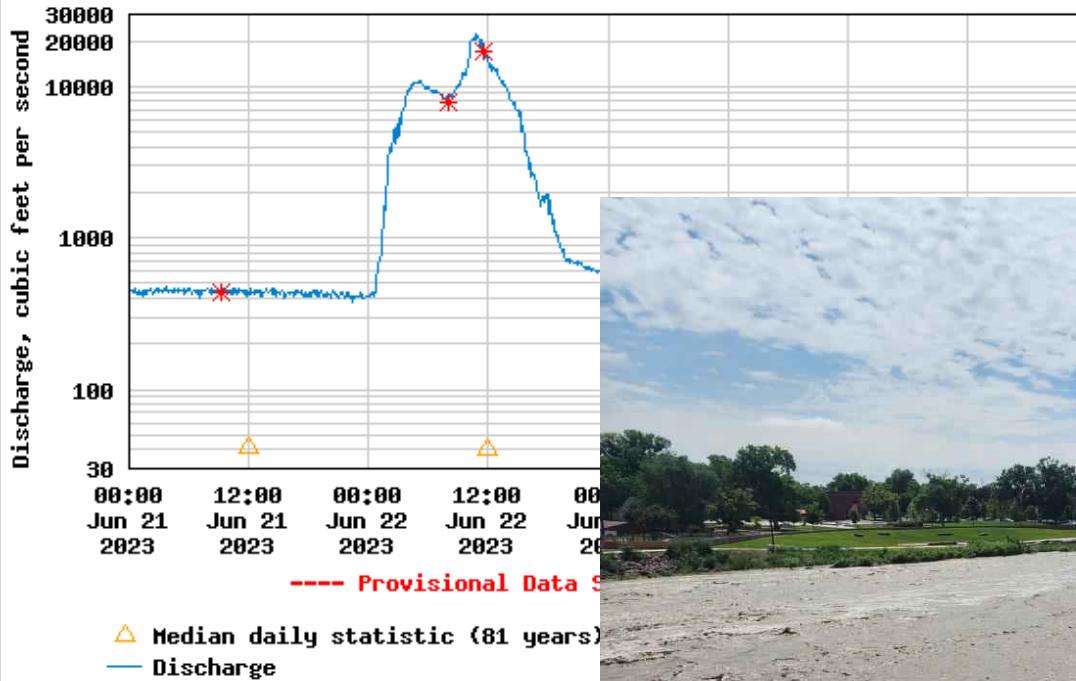 Discharge, cubic feet per second
30000
20000
10000
1000
100
30
00:00 12:00 00:00 12:00
Jun 21 Jun 21 Jun 22 Jun 22
2023 2023 2023 2023
---- Provisional Data
Median daily statistic (81 years)
Discharge